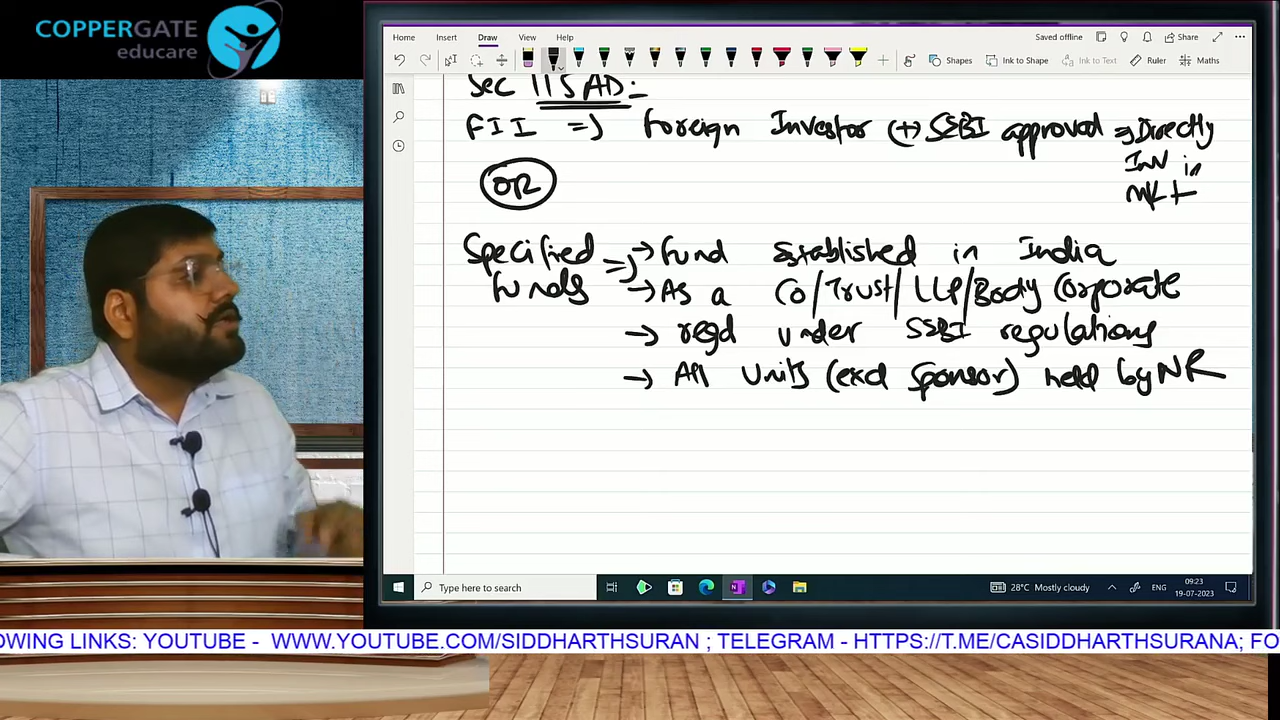 COPPERGATE
educare
Home Insert Draw View Help
Saved offline
Share
Shapes
Ink to Shape
Ink to Text
Ruler
Maths
Sec 115AD:-
FII => Foreign Investor (+) SEBI approved => Directly
Inv in
Mkt
OR
Specified
funds
=> → Fund established in India
→ As a Co/Trust/LLP/Body Corporate
→ regd under SEBI regulations
→ All Units (excl sponsor) held by NR
Type here to search
28°C Mostly cloudy
ENG
09:23
19-07-2023
OWING LINKS: YOUTUBE - WWW.YOUTUBE.COM/SIDDHARTHSURAN ; TELEGRAM - HTTPS://T.ME/CASIDDHARTHSURANA; FO